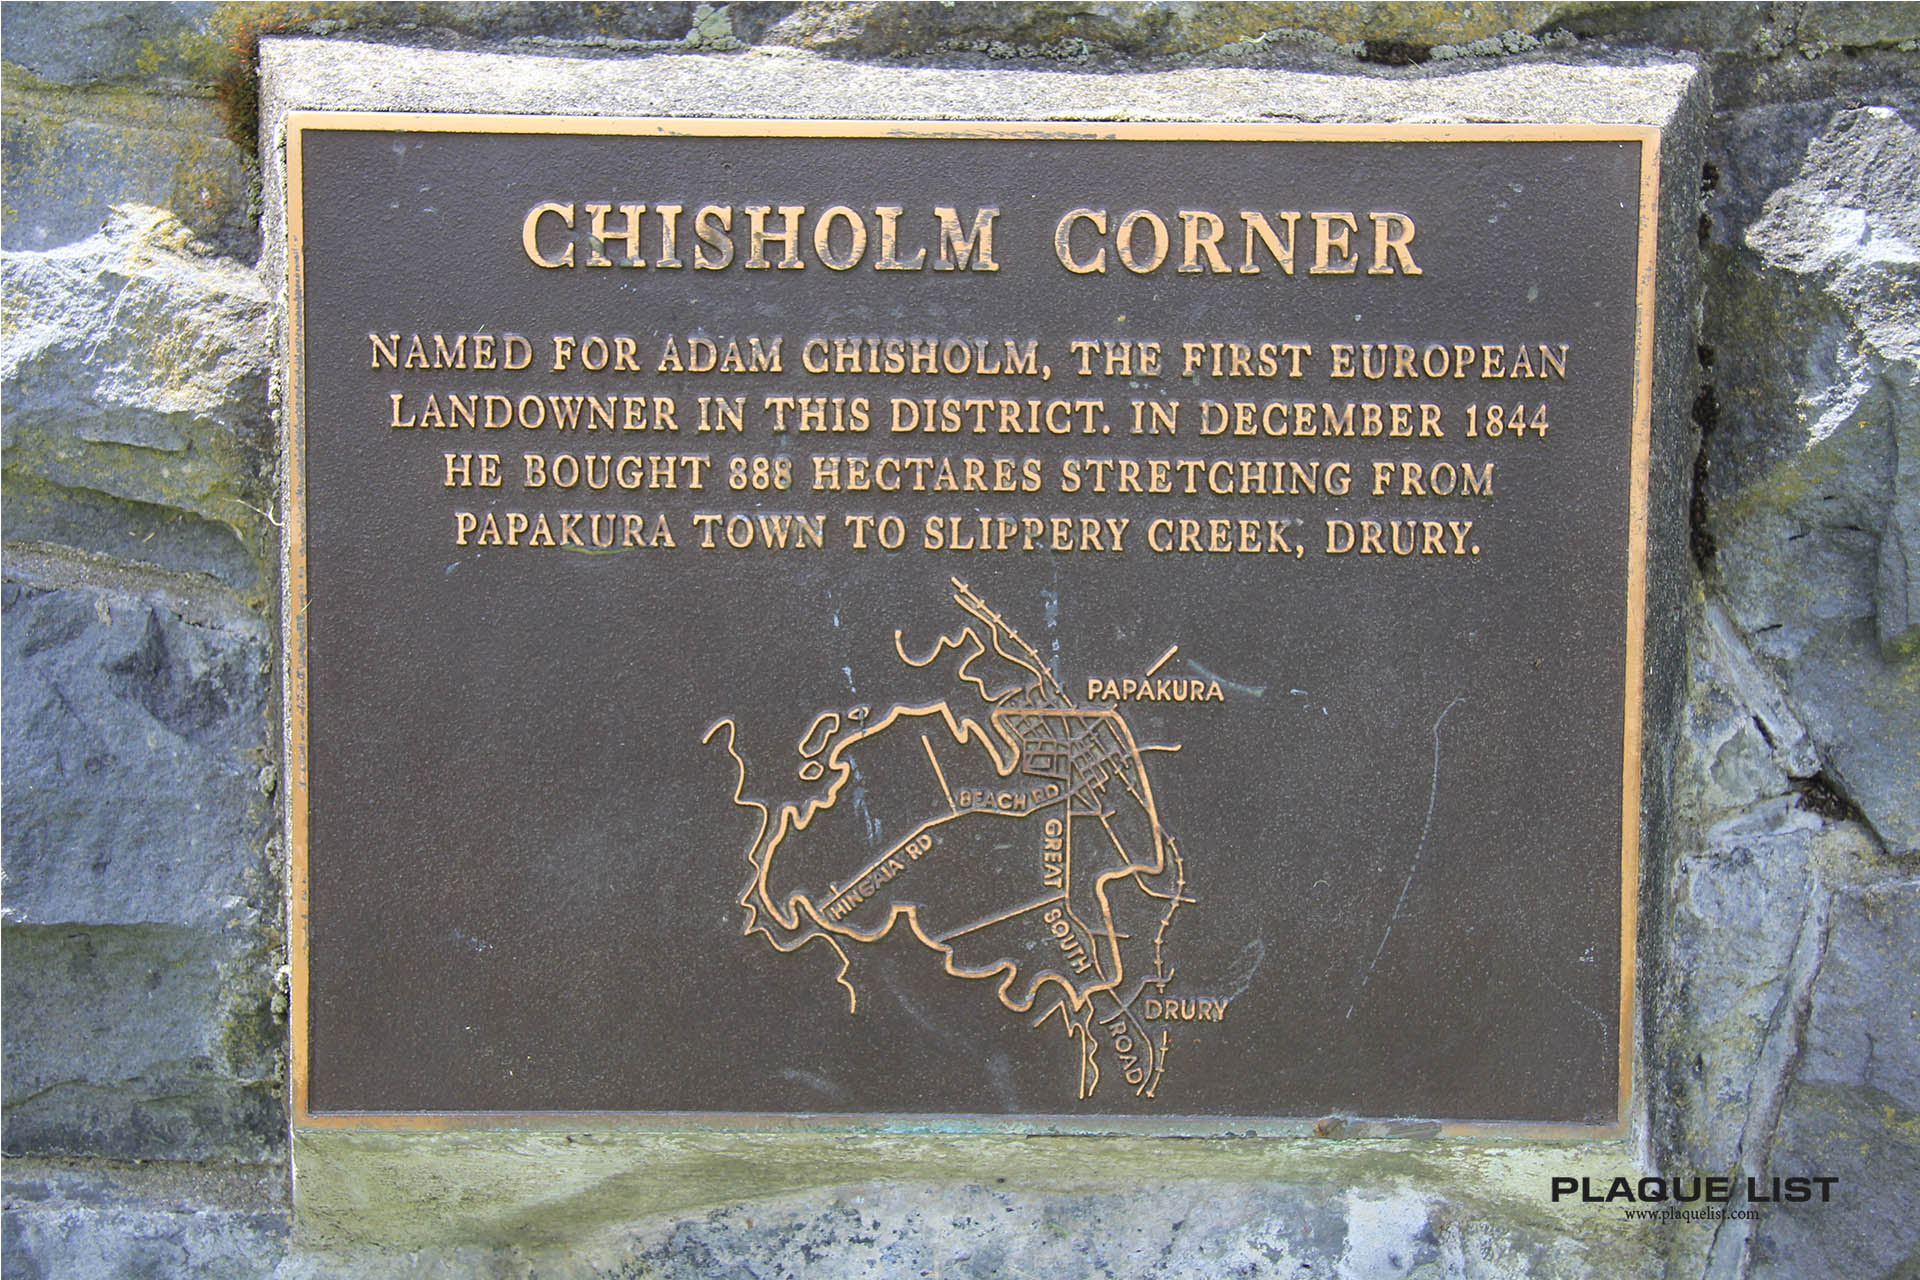 CHISHOLM CORNER
NAMED FOR ADAM CHISHOLM, THE FIRST EUROPEAN
LANDOWNER IN THIS DISTRICT. IN DECEMBER 1844
HE BOUGHT 888 HECTARES STRETCHING FROM
PAPAKURA TOWN TO SLIPPERY CREEK, DRURY.
PAPAKURA
BEACH RD
HINGAIA RD
GREAT
SOUTH
ROAD
DRURY
PLAQUE LIST
www.plaquelist.com